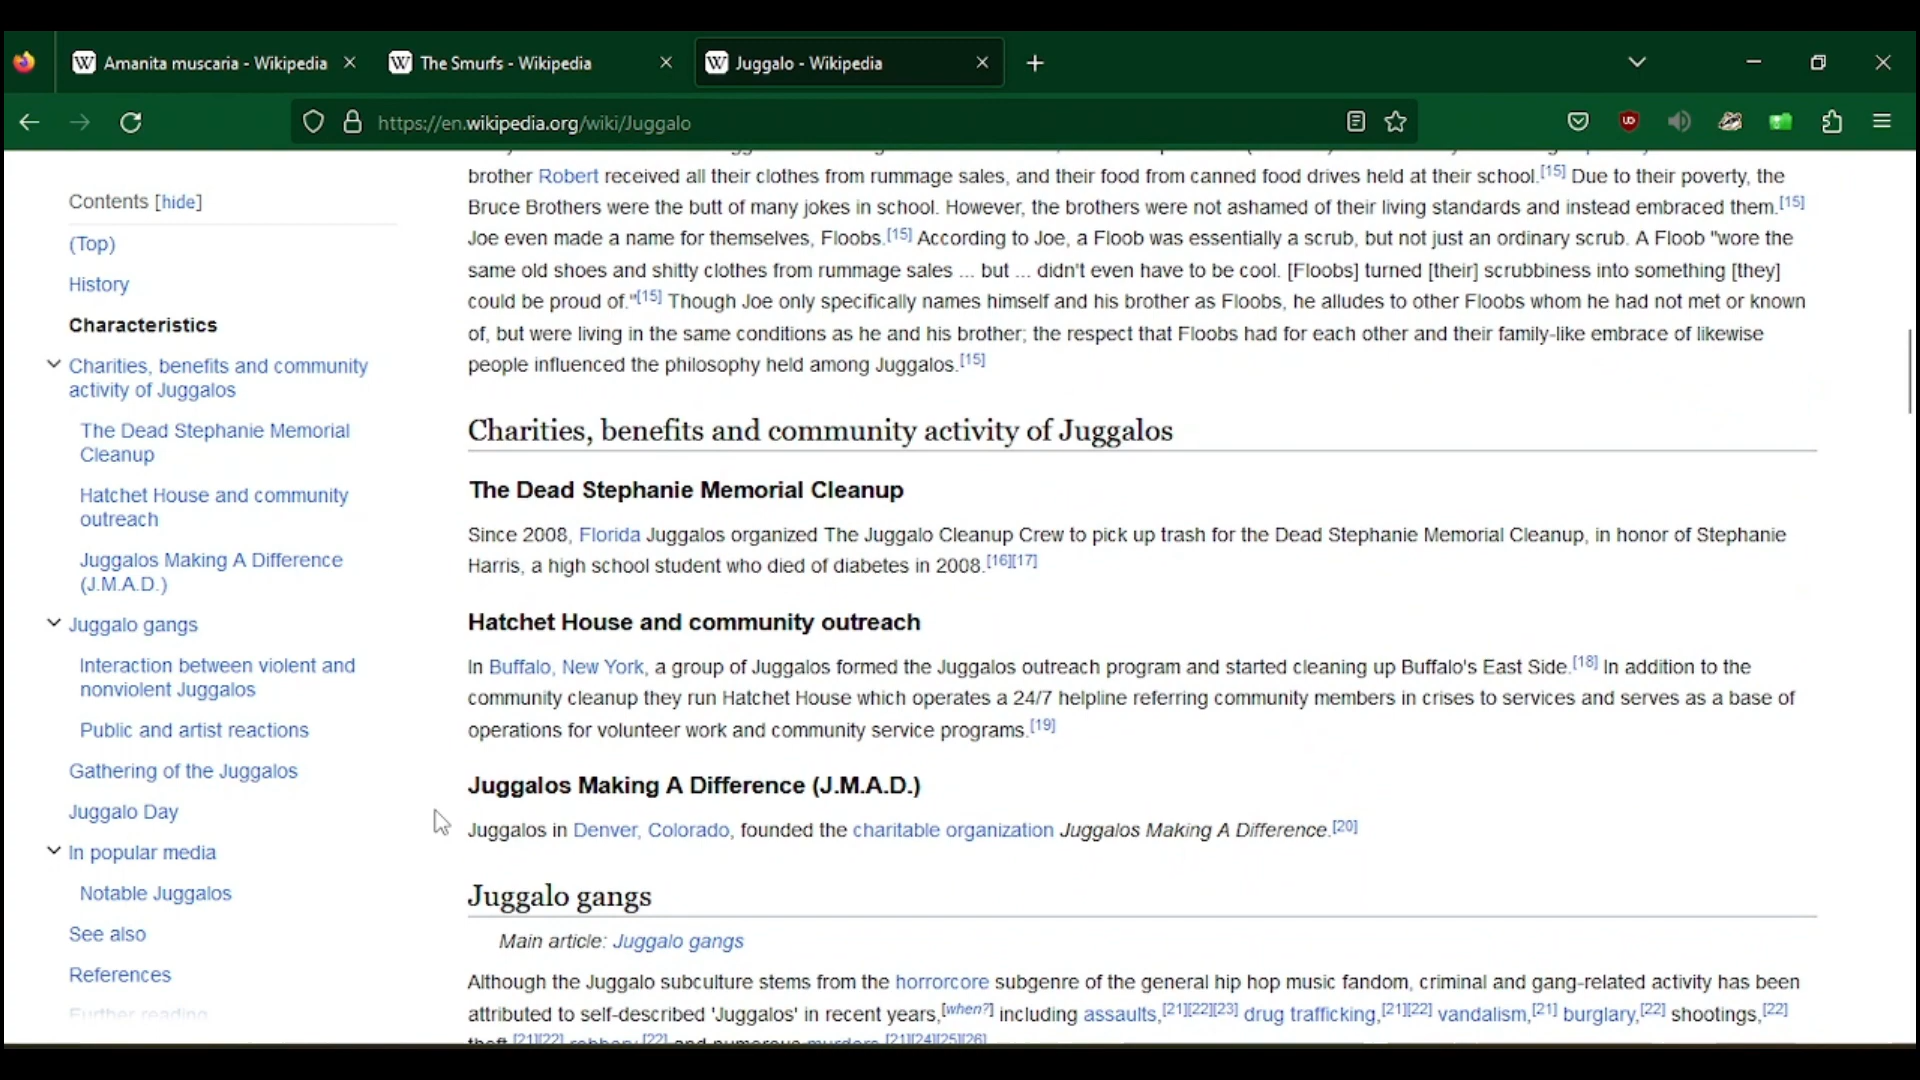 Amanita muscaria - Wikipedia
The Smurfs - Wikipedia
Juggalo - Wikipedia
https://en.wikipedia.org/wiki/Juggalo
Contents [hide]
(Top)
History
Characteristics
Charities, benefits and community
activity of Juggalos
The Dead Stephanie Memorial
Cleanup
Hatchet House and community
outreach
Juggalos Making A Difference
(J.M.A.D.)
Juggalo gangs
Interaction between violent and
nonviolent Juggalos
Public and artist reactions
Gathering of the Juggalos
Juggalo Day
In popular media
Notable Juggalos
See also
References
Further reading
brother Robert received all their clothes from rummage sales, and their food from canned food drives held at their school.[15] Due to their poverty, the
Bruce Brothers were the butt of many jokes in school. However, the brothers were not ashamed of their living standards and instead embraced them.[15]
Joe even made a name for themselves, Floobs.[15] According to Joe, a Floob was essentially a scrub, but not just an ordinary scrub. A Floob "wore the
same old shoes and shitty clothes from rummage sales ... but ... didn't even have to be cool. [Floobs] turned [their] scrubbiness into something [they]
could be proud of."[15] Though Joe only specifically names himself and his brother as Floobs, he alludes to other Floobs whom he had not met or known
of, but were living in the same conditions as he and his brother; the respect that Floobs had for each other and their family-like embrace of likewise
people influenced the philosophy held among Juggalos.[15]
Charities, benefits and community activity of Juggalos
The Dead Stephanie Memorial Cleanup
Since 2008, Florida Juggalos organized The Juggalo Cleanup Crew to pick up trash for the Dead Stephanie Memorial Cleanup, in honor of Stephanie
Harris, a high school student who died of diabetes in 2008.[16][17]
Hatchet House and community outreach
In Buffalo, New York, a group of Juggalos formed the Juggalos outreach program and started cleaning up Buffalo's East Side.[18] In addition to the
community cleanup they run Hatchet House which operates a 24/7 helpline referring community members in crises to services and serves as a base of
operations for volunteer work and community service programs.[19]
Juggalos Making A Difference (J.M.A.D.)
Juggalos in Denver, Colorado, founded the charitable organization Juggalos Making A Difference.[20]
Juggalo gangs
Main article: Juggalo gangs
Although the Juggalo subculture stems from the horrorcore subgenre of the general hip hop music fandom, criminal and gang-related activity has been
attributed to self-described 'Juggalos' in recent years,[when?] including assaults,[21][22][23] drug trafficking,[21][22] vandalism,[21] burglary,[22] shootings,[22]
theft,[21][22] robbery,[22] and numerous murders.[21][24][25][26]